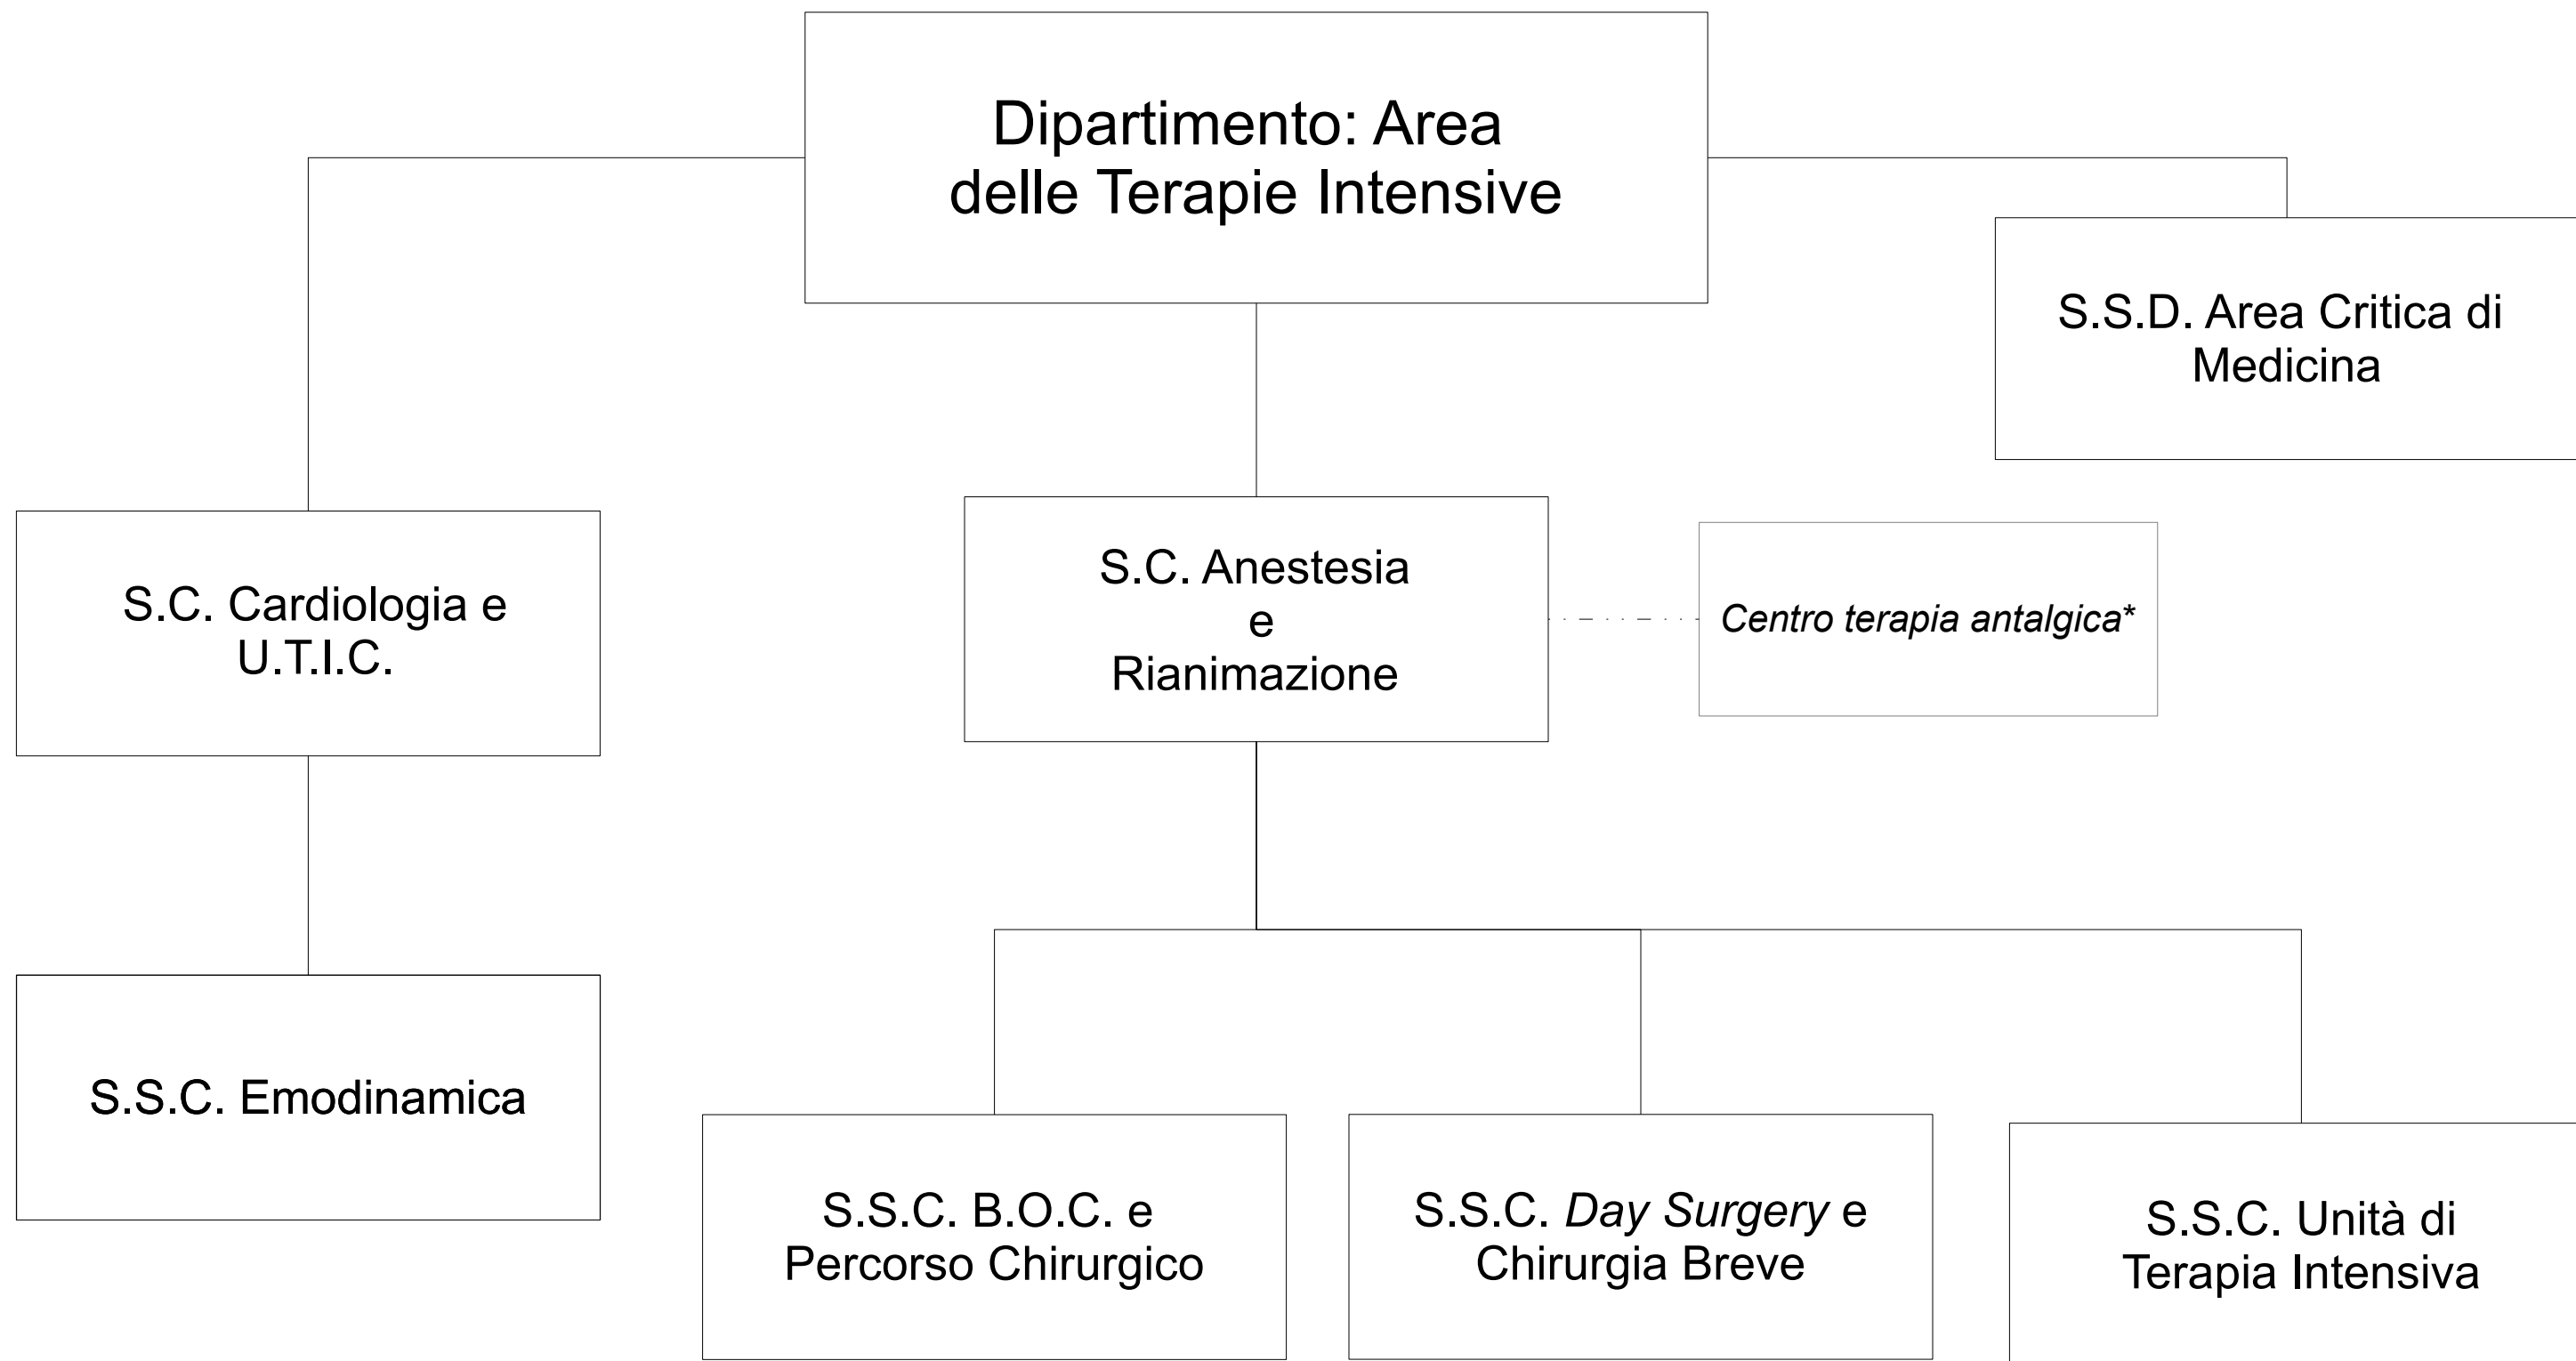 Dipartimento: Area
delle Terapie Intensive
S.S.D. Area Critica di
Medicina
S.C. Cardiologia e
U.T.I.C.
S.C. Anestesia
e
Rianimazione
Centro terapia antalgica*
S.S.C. Emodinamica
S.S.C. B.O.C. e
Percorso Chirurgico
S.S.C. Day Surgery e
Chirurgia Breve
S.S.C. Unità di
Terapia Intensiva